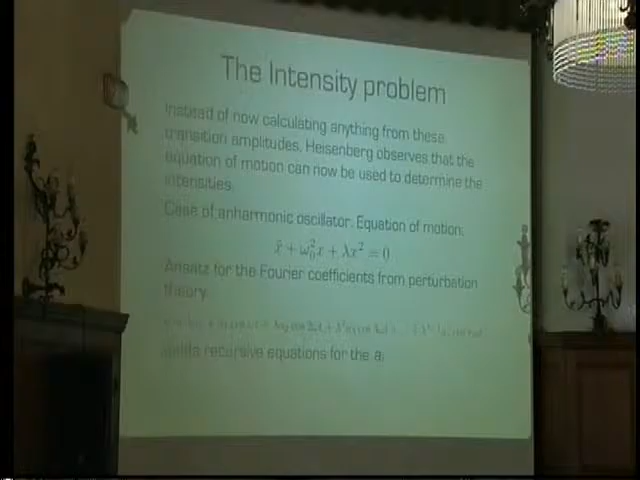 The Intensity problem
Instead of now calculating anything from these
transition amplitudes, Heisenberg observes that the
equation of motion can now be used to determine the
intensities.
Case of anharmonic oscillator. Equation of motion:
ẍ + ω₀²x + λx² = 0
Ansatz for the Fourier coefficients from perturbation
theory
recursive equations for the aᵢ